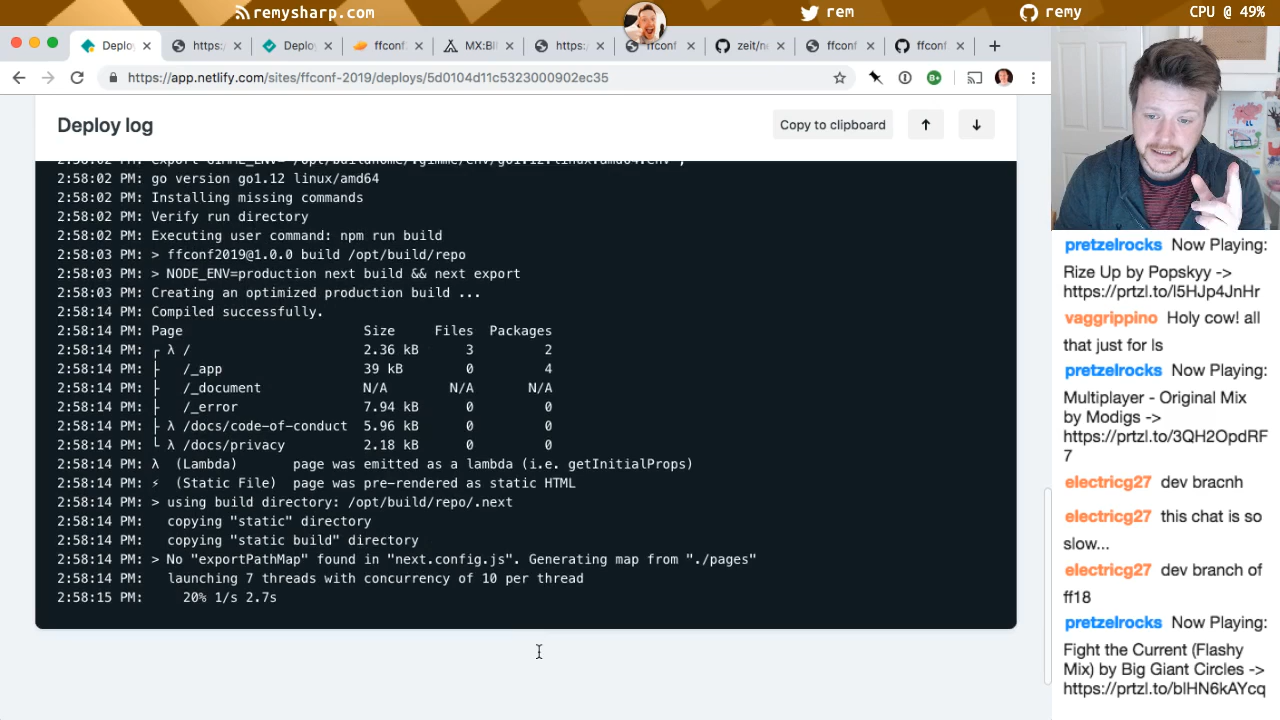 remysharp.com
rem
remy
CPU @ 49%
Deploy
https:
Deploy
ffconf.
MX:Bl
https:
ffconf
zeit/n
ffconf
ffconf
https://app.netlify.com/sites/ffconf-2019/deploys/5d0104d11c5323000902ec35
Deploy log
Copy to clipboard
2:58:02 PM: export GIMME_ENV="/opt/buildhome/.gimme/env/go1.12.linux.amd64.env";
2:58:02 PM: go version go1.12 linux/amd64
2:58:02 PM: Installing missing commands
2:58:02 PM: Verify run directory
2:58:02 PM: Executing user command: npm run build
2:58:03 PM: > ffconf2019@1.0.0 build /opt/build/repo
2:58:03 PM: > NODE_ENV=production next build && next export
2:58:03 PM: Creating an optimized production build ...
2:58:14 PM: Compiled successfully.
2:58:14 PM: Page Size Files Packages
2:58:14 PM: ┌ λ / 2.36 kB 3 2
2:58:14 PM: ├ /_app 39 kB 0 4
2:58:14 PM: ├ /_document N/A N/A N/A
2:58:14 PM: ├ /_error 7.94 kB 0 0
2:58:14 PM: ├ λ /docs/code-of-conduct 5.96 kB 0 0
2:58:14 PM: └ λ /docs/privacy 2.18 kB 0 0
2:58:14 PM: λ (Lambda) page was emitted as a lambda (i.e. getInitialProps)
2:58:14 PM: ⚡ (Static File) page was pre-rendered as static HTML
2:58:14 PM: > using build directory: /opt/build/repo/.next
2:58:14 PM: copying "static" directory
2:58:14 PM: copying "static build" directory
2:58:14 PM: > No "exportPathMap" found in "next.config.js". Generating map from "./pages"
2:58:14 PM: launching 7 threads with concurrency of 10 per thread
2:58:15 PM: 20% 1/s 2.7s
pretzelrocks Now Playing:
Rize Up by Popskyy ->
https://prtzl.to/l5HJp4JnHr
vaggrippino Holy cow! all
that just for ls
pretzelrocks Now Playing:
Multiplayer - Original Mix
by Modigs ->
https://prtzl.to/3QH2OpdRF
7
electricg27 dev bracnh
electricg27 this chat is so
slow...
electricg27 dev branch of
ff18
pretzelrocks Now Playing:
Fight the Current (Flashy
Mix) by Big Giant Circles ->
https://prtzl.to/blHN6kAYcq